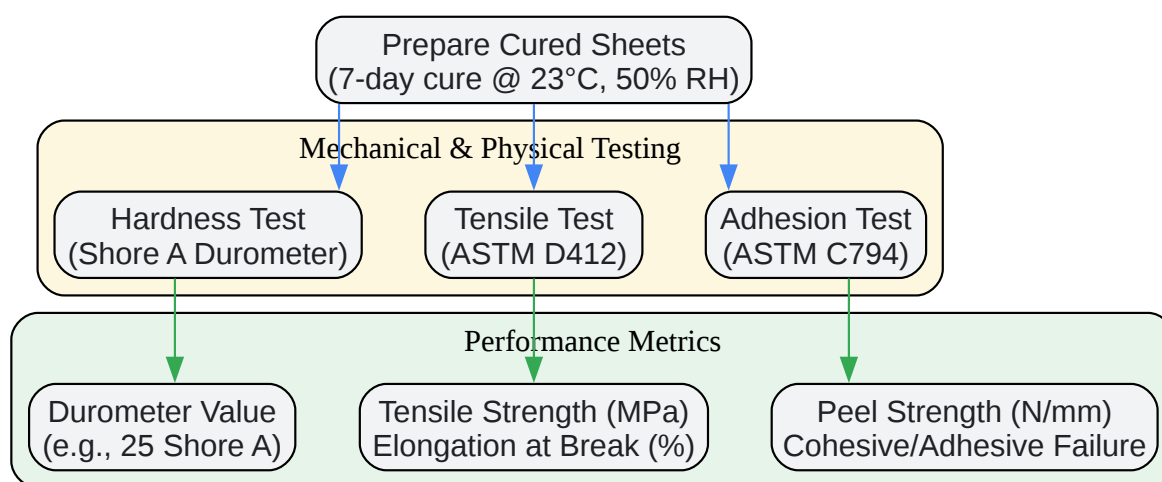 Prepare Cured Sheets
(7-day cure @ 23°C, 50% RH)
Mechanical & Physical Testing
Hardness Test
(Shore A Durometer)
Tensile Test
(ASTM D412)
Adhesion Test
(ASTM C794)
Performance Metrics
Durometer Value
(e.g., 25 Shore A)
Tensile Strength (MPa)
Elongation at Break (%)
Peel Strength (N/mm)
Cohesive/Adhesive Failure